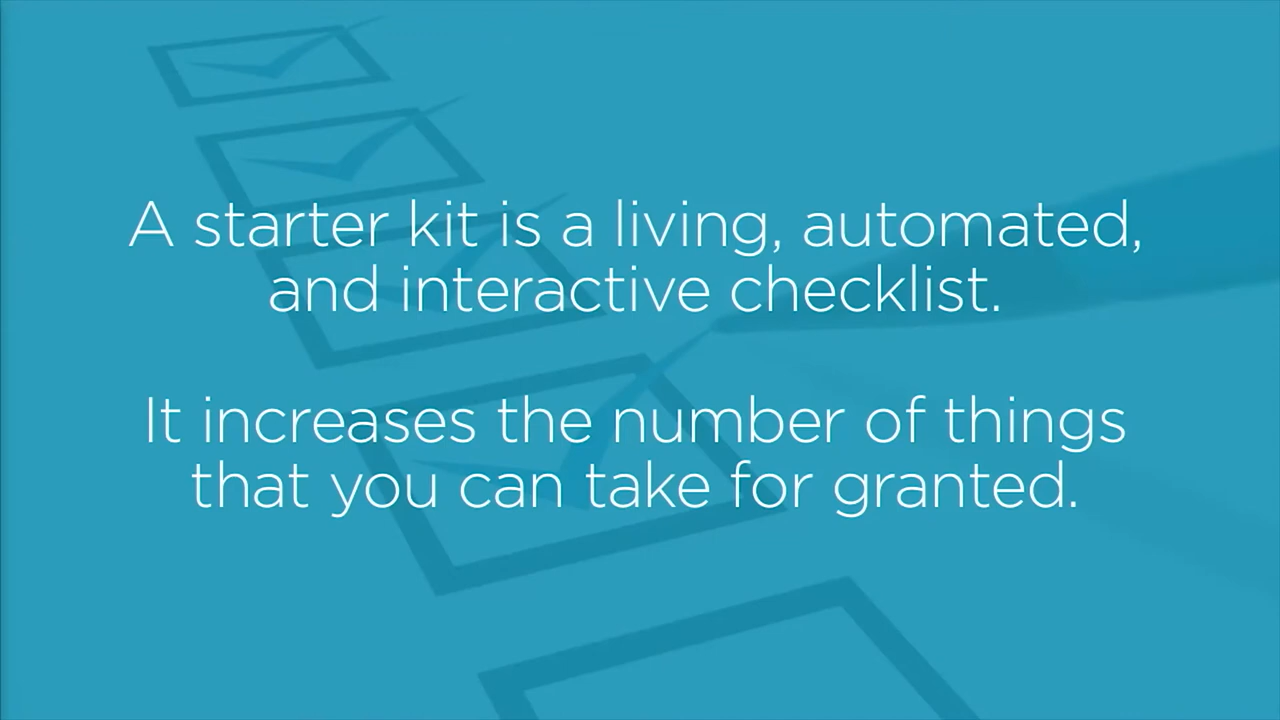 A starter kit is a living, automated,
and interactive checklist.
It increases the number of things
that you can take for granted.